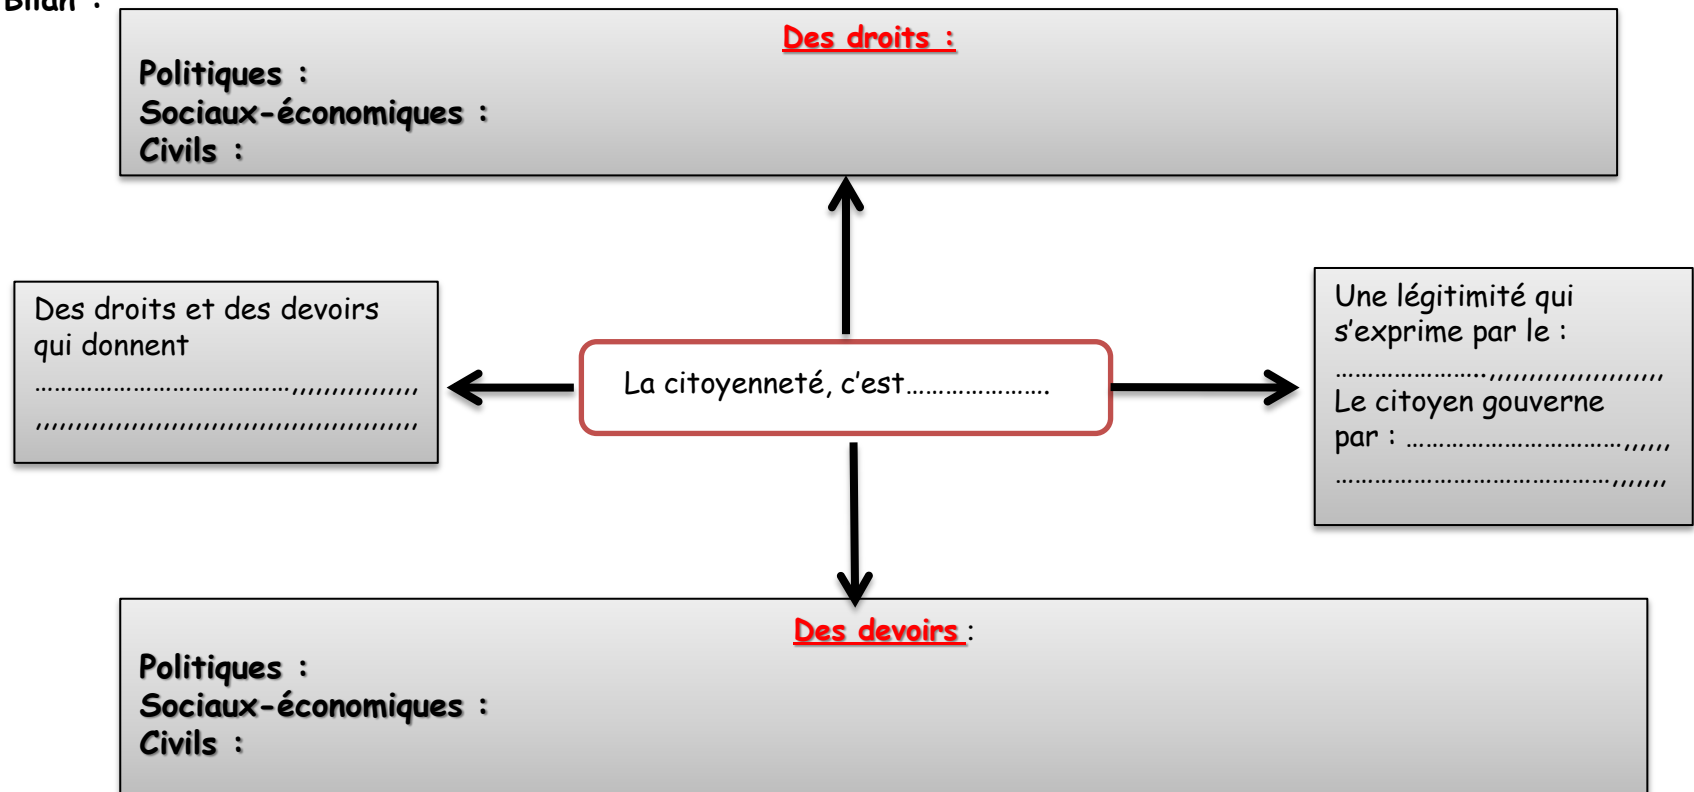 Bilan :
Des droits :
Politiques :
Sociaux-économiques :
Civils :
Des droits et des devoirs
qui donnent
…………………………………,,,,,,,,,,,,,,,,
,,,,,,,,,,,,,,,,,,,,,,,,,,,,,,,,,,,,,,,,,,,,,,,,
La citoyenneté, c’est………………….
Une légitimité qui
s’exprime par le :
…………………..,,,,,,,,,,,,,,,,,,,,,,
Le citoyen gouverne
par : ……………………………,,,,,,
……………………………………,,,,,,,
Des devoirs :
Politiques :
Sociaux-économiques :
Civils :